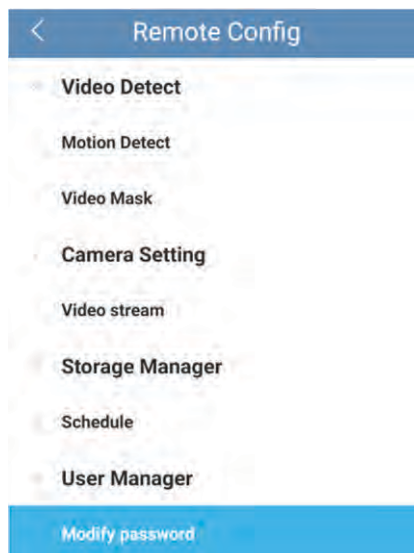 Remote Config
Video Detect
Motion Detect
Video Mask
Camera Setting
Video stream
Storage Manager
Schedule
User Manager
Modify password